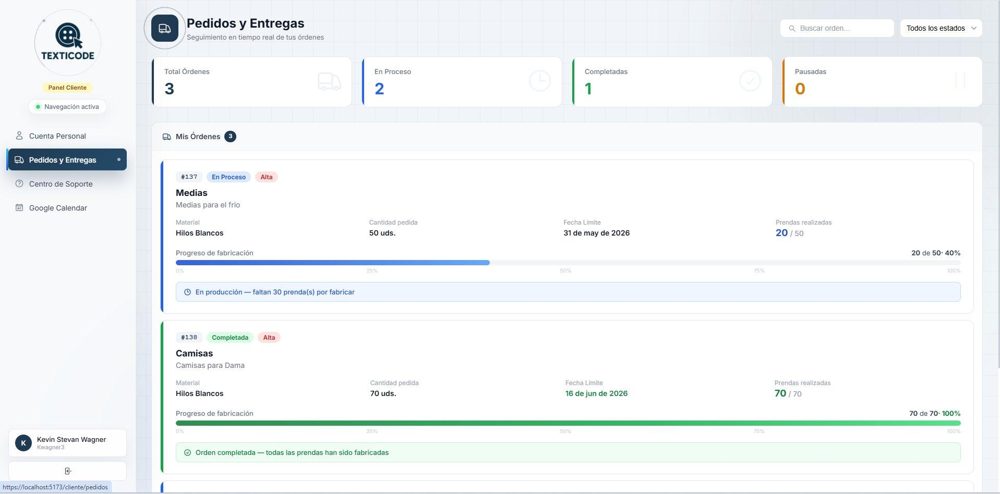 TEXTICODE
Panel Cliente
Navegación activa
Cuenta Personal
Pedidos y Entregas
Centro de Soporte
Google Calendar
K
Kevin Stevan Wagner
Kwagner3
https://localhost:5173/cliente/pedidos
Pedidos y Entregas
Seguimiento en tiempo real de tus órdenes
Buscar orden...
Todos los estados
Total Órdenes
3
En Proceso
2
Completadas
1
Pausadas
0
Mis Órdenes 3
#137 En Proceso Alta
Medias
Medias para el frio
Material Cantidad pedida Fecha Límite Prendas realizadas
Hilos Blancos 50 uds. 31 de may de 2026 20 / 50
Progreso de fabricación 20 de 50· 40%
0% 25% 50% 75% 100%
En producción — faltan 30 prenda(s) por fabricar
#138 Completada Alta
Camisas
Camisas para Dama
Material Cantidad pedida Fecha Límite Prendas realizadas
Hilos Blancos 70 uds. 16 de jun de 2026 70 / 70
Progreso de fabricación 70 de 70· 100%
0% 25% 50% 75% 100%
Orden completada — todas las prendas han sido fabricadas